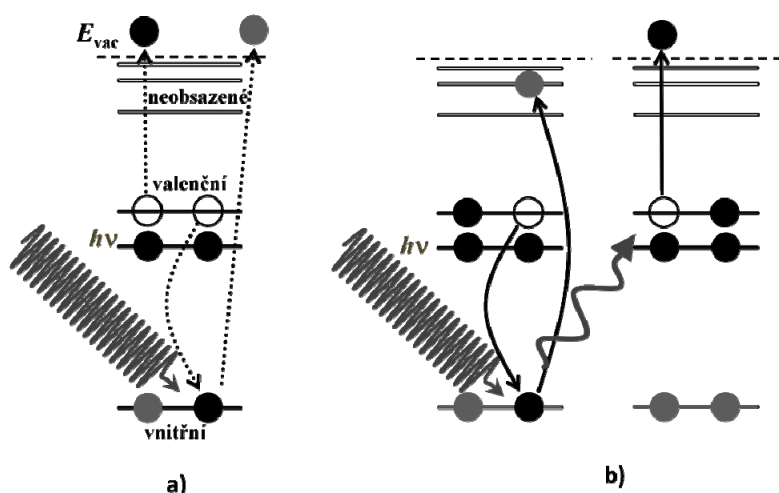 E_vac
neobsazené
valenční
hν
vnitřní
a)
hν
b)